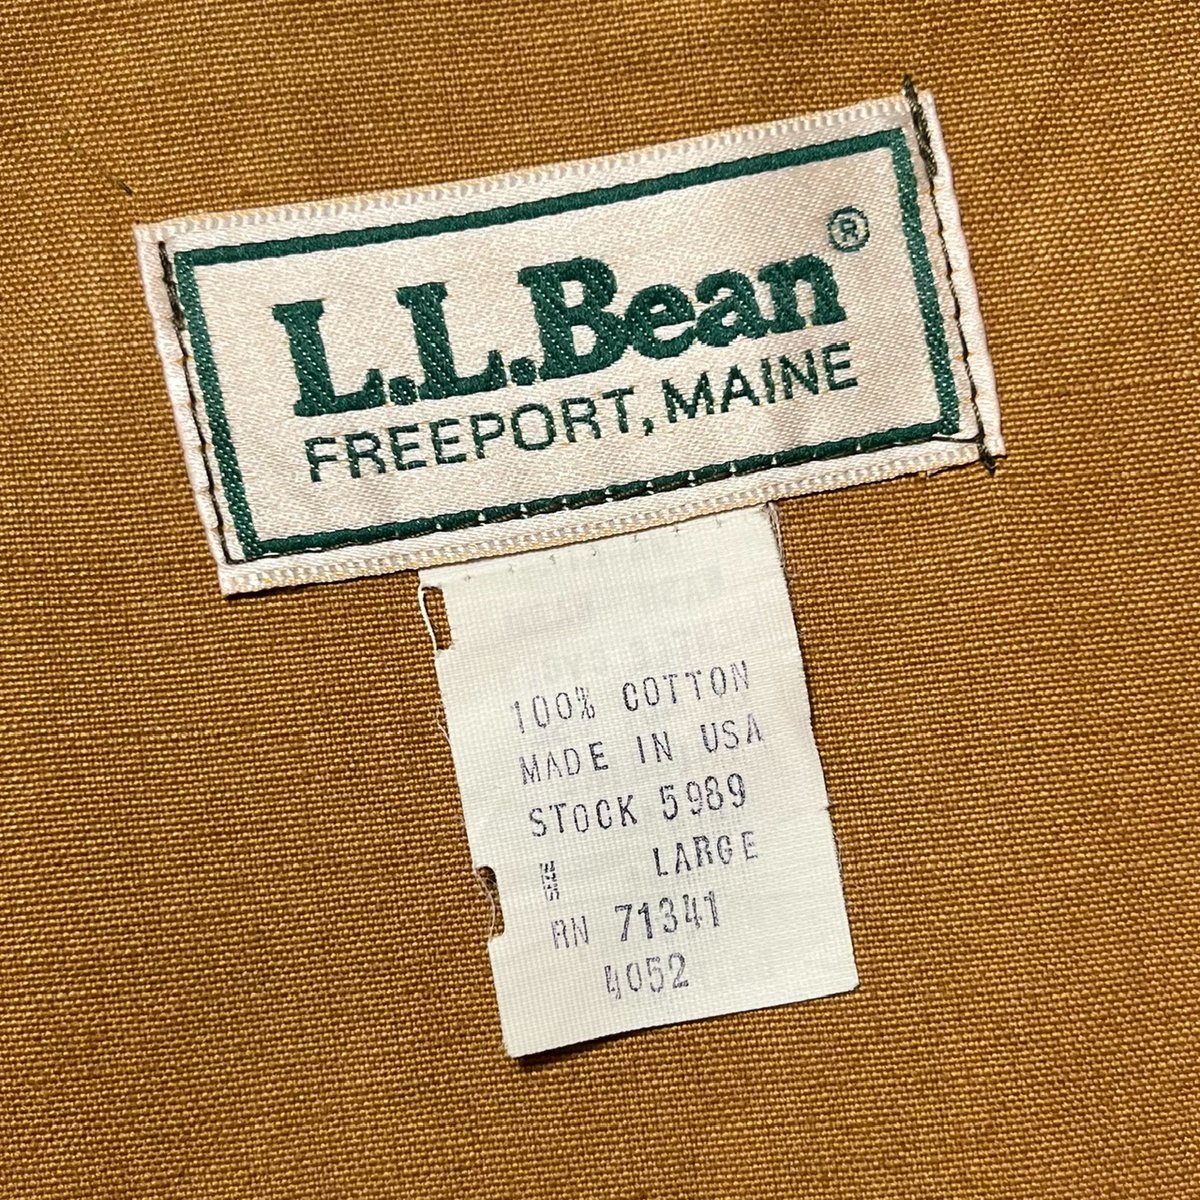 L.L.Bean®
FREEPORT, MAINE
100% COTTON
MADE IN USA
STOCK 5989
LARGE
RN 71341
4052